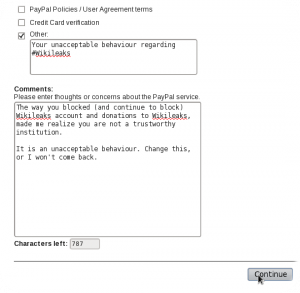 PayPal Policies / User Agreement terms
Credit Card verification
Other:
Your unacceptable behaviour regarding
#Wikileaks
Comments:
Please enter thoughts or concerns about the PayPal service.
The way you blocked (and continue to block)
Wikileaks account and donations to Wikileaks,
made me realize you are not a trustworthy
institution.
It is an unacceptable behaviour. Change this,
or I won't come back.
Characters left: 787
Continue